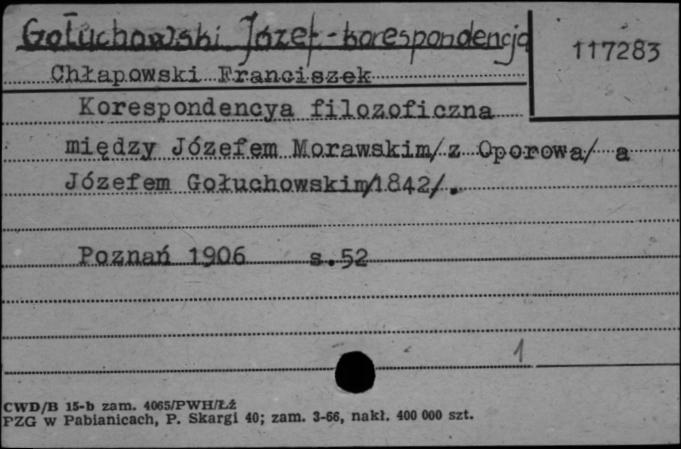 Gołuchowski Józef - korespondencja
117283
Chłapowski Franciszek
Korespondencya filozoficzna
między Józefem Morawskim/z Oporowa/ a
Józefem Gołuchowskim/1842/.
Poznań 1906 s.52
1
CWD/B 15-b zam. 4065/PWH/Łź
PZG w Pabianicach, P. Skargi 40; zam. 3-66, nakł. 400 000 szt.